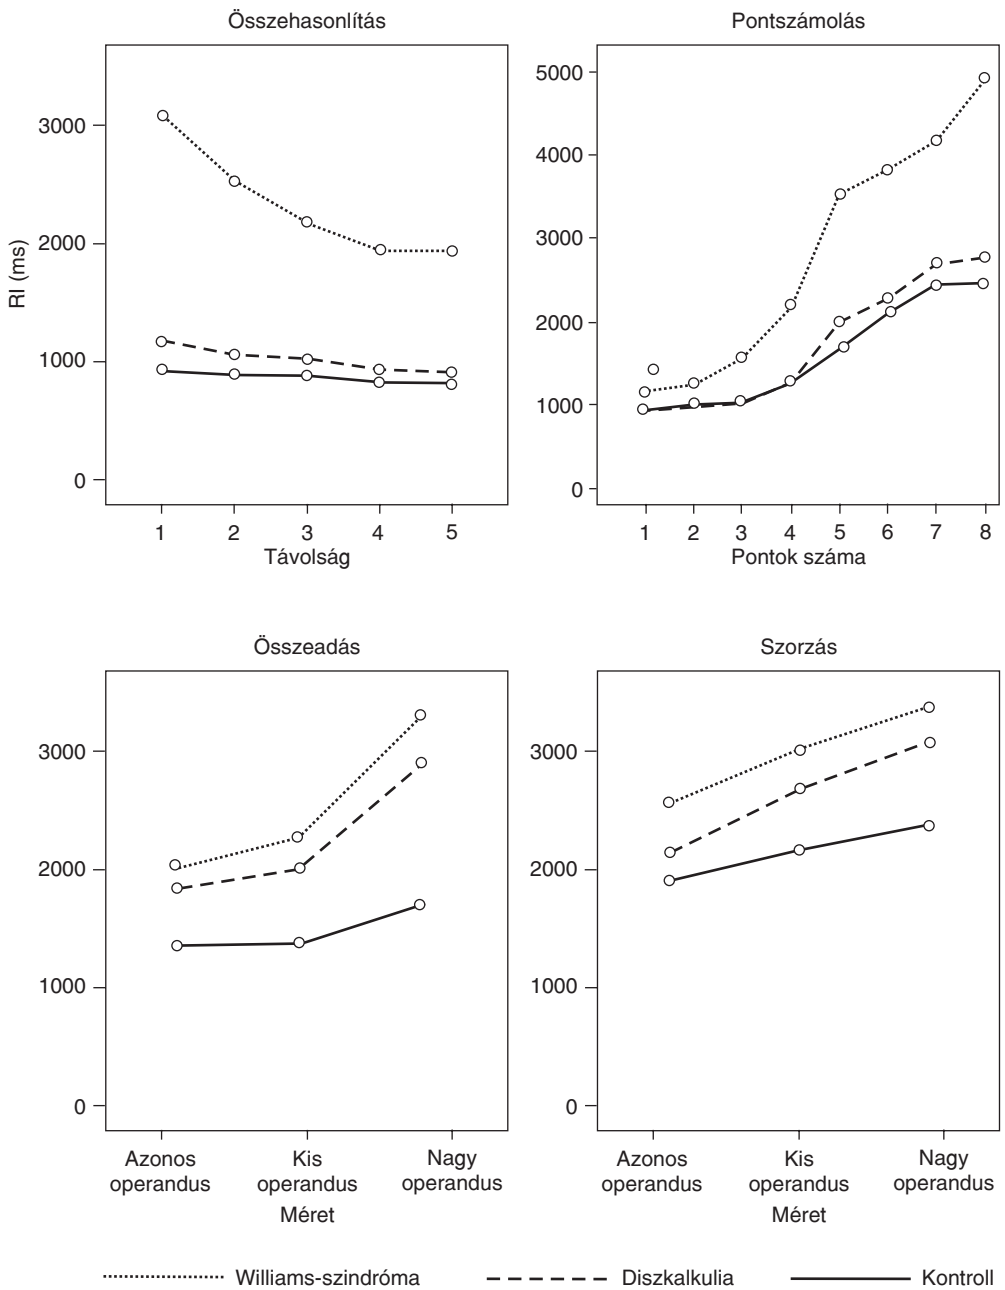 Összehasonlítás
RI (ms)
3000
2000
1000
0
1 2 3 4 5
Távolság
Pontszámolás
5000
4000
3000
2000
1000
0
1 2 3 4 5 6 7 8
Pontok száma
Összeadás
3000
2000
1000
0
Azonos operandus
Kis operandus
Nagy operandus
Méret
Szorzás
3000
2000
1000
0
Azonos operandus
Kis operandus
Nagy operandus
Méret
Williams-szindróma
Diszkalkulia
Kontroll